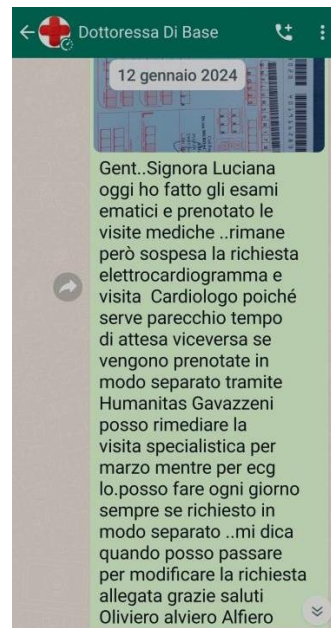 Dottoressa Di Base
12 gennaio 2024
Gent..Signora Luciana
oggi ho fatto gli esami
ematici e prenotato le
visite mediche ..rimane
però sospesa la richiesta
elettrocardiogramma e
visita Cardiologo poiché
serve parecchio tempo
di attesa viceversa se
vengono prenotate in
modo separato tramite
Humanitas Gavazzeni
posso rimediare la
visita specialistica per
marzo mentre per ecg
lo.posso fare ogni giorno
sempre se richiesto in
modo separato ..mi dica
quando posso passare
per modificare la richiesta
allegata grazie saluti
Oliviero alviero Alfiero